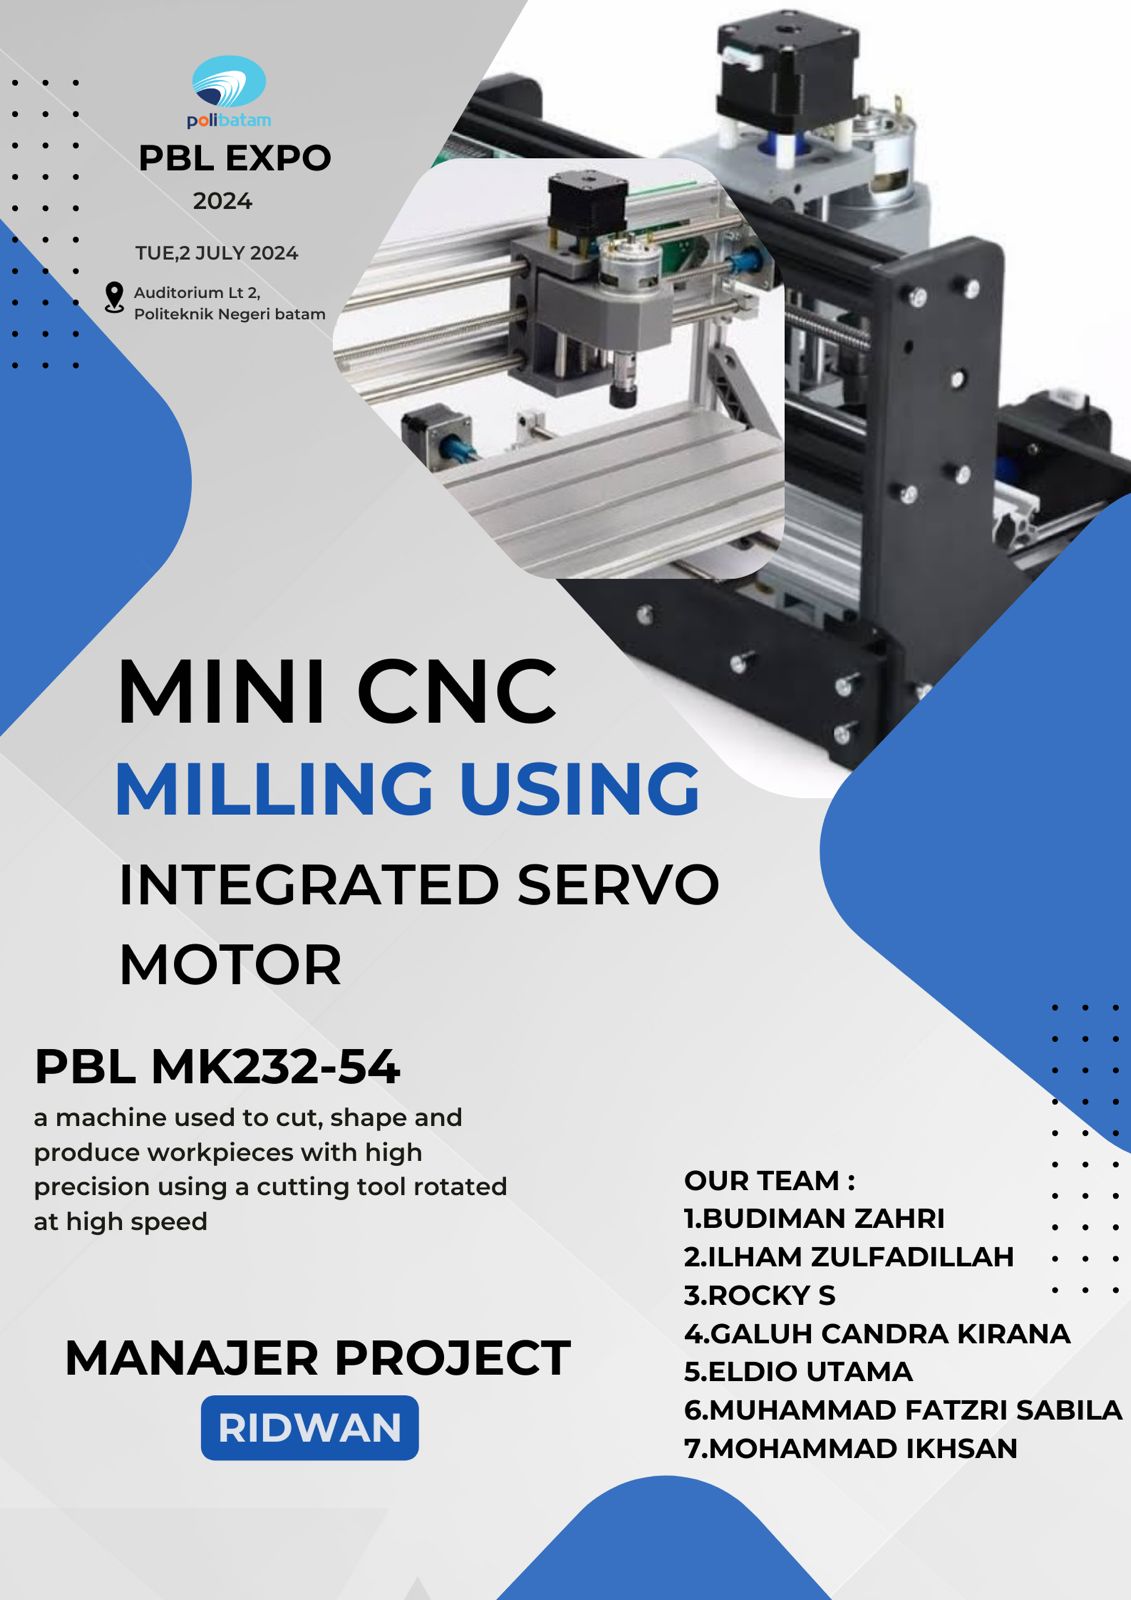 polibatam
PBL EXPO
2024
TUE,2 JULY 2024
Auditorium Lt 2,
Politeknik Negeri batam
MINI CNC
MILLING USING
INTEGRATED SERVO
MOTOR
PBL MK232-54
a machine used to cut, shape and
produce workpieces with high
precision using a cutting tool rotated
at high speed
MANAJER PROJECT
RIDWAN
OUR TEAM :
1.BUDIMAN ZAHRI
2.ILHAM ZULFADILLAH
3.ROCKY S
4.GALUH CANDRA KIRANA
5.ELDIO UTAMA
6.MUHAMMAD FATZRI SABILA
7.MOHAMMAD IKHSAN